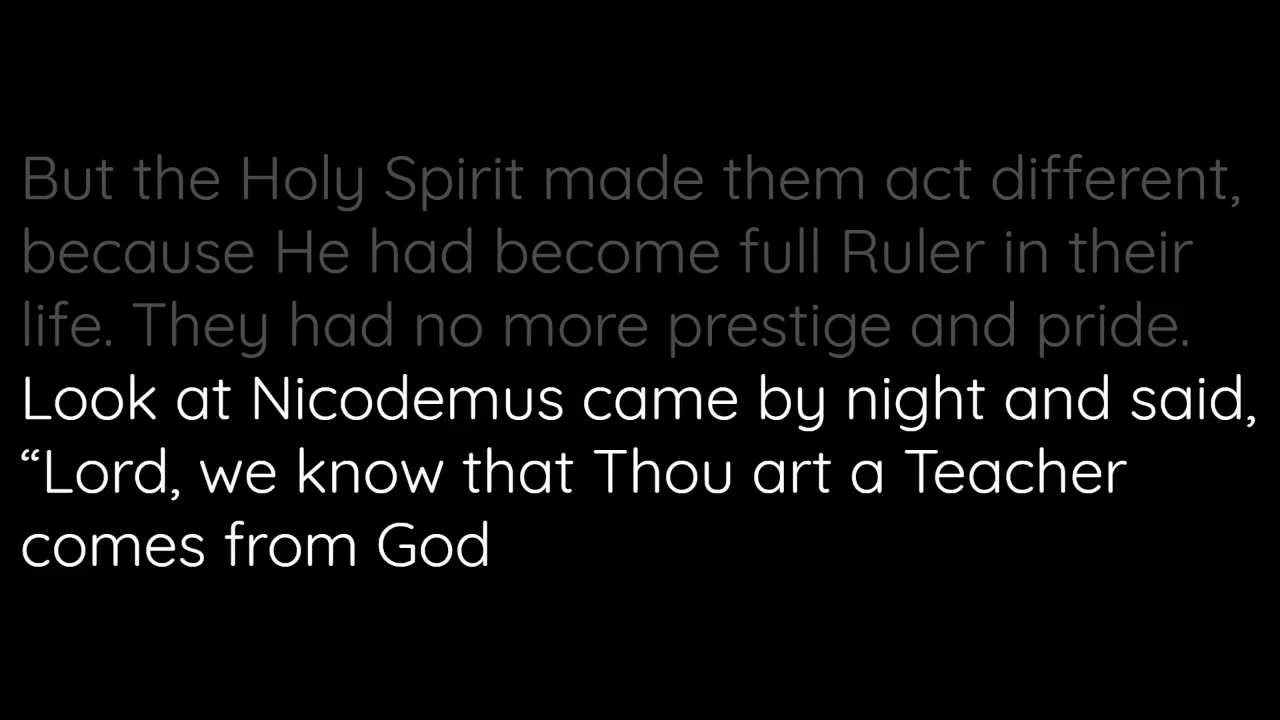 But the Holy Spirit made them act different,
because He had become full Ruler in their
life. They had no more prestige and pride.
Look at Nicodemus came by night and said,
“Lord, we know that Thou art a Teacher
comes from God